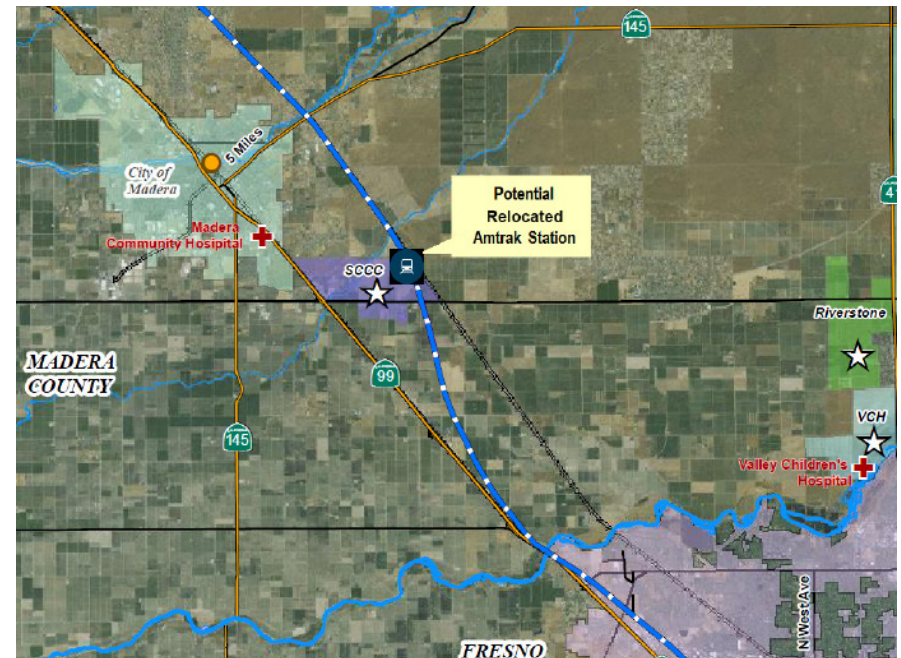 145
5 Miles
City of
Madera
Potential
Relocated
Amtrak Station
41
Madera
Community Hosipital
SCCC
Riverstone
MADERA
COUNTY
99
VCH
145
Valley Children's
Hospital
N West Ave
FRESNO